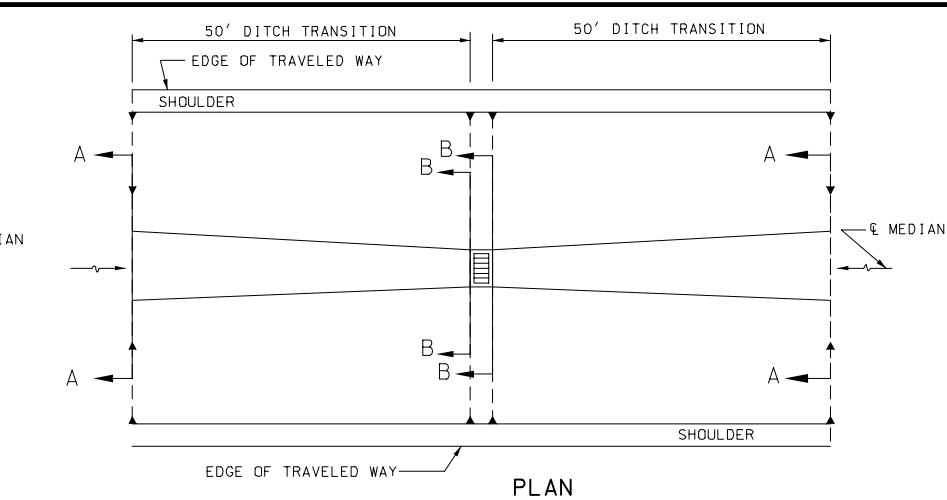 50' DITCH TRANSITION
50' DITCH TRANSITION
EDGE OF TRAVELED WAY
SHOULDER
A
B
B
A
℄ MEDIAN
B
B
A
A
SHOULDER
EDGE OF TRAVELED WAY
PLAN